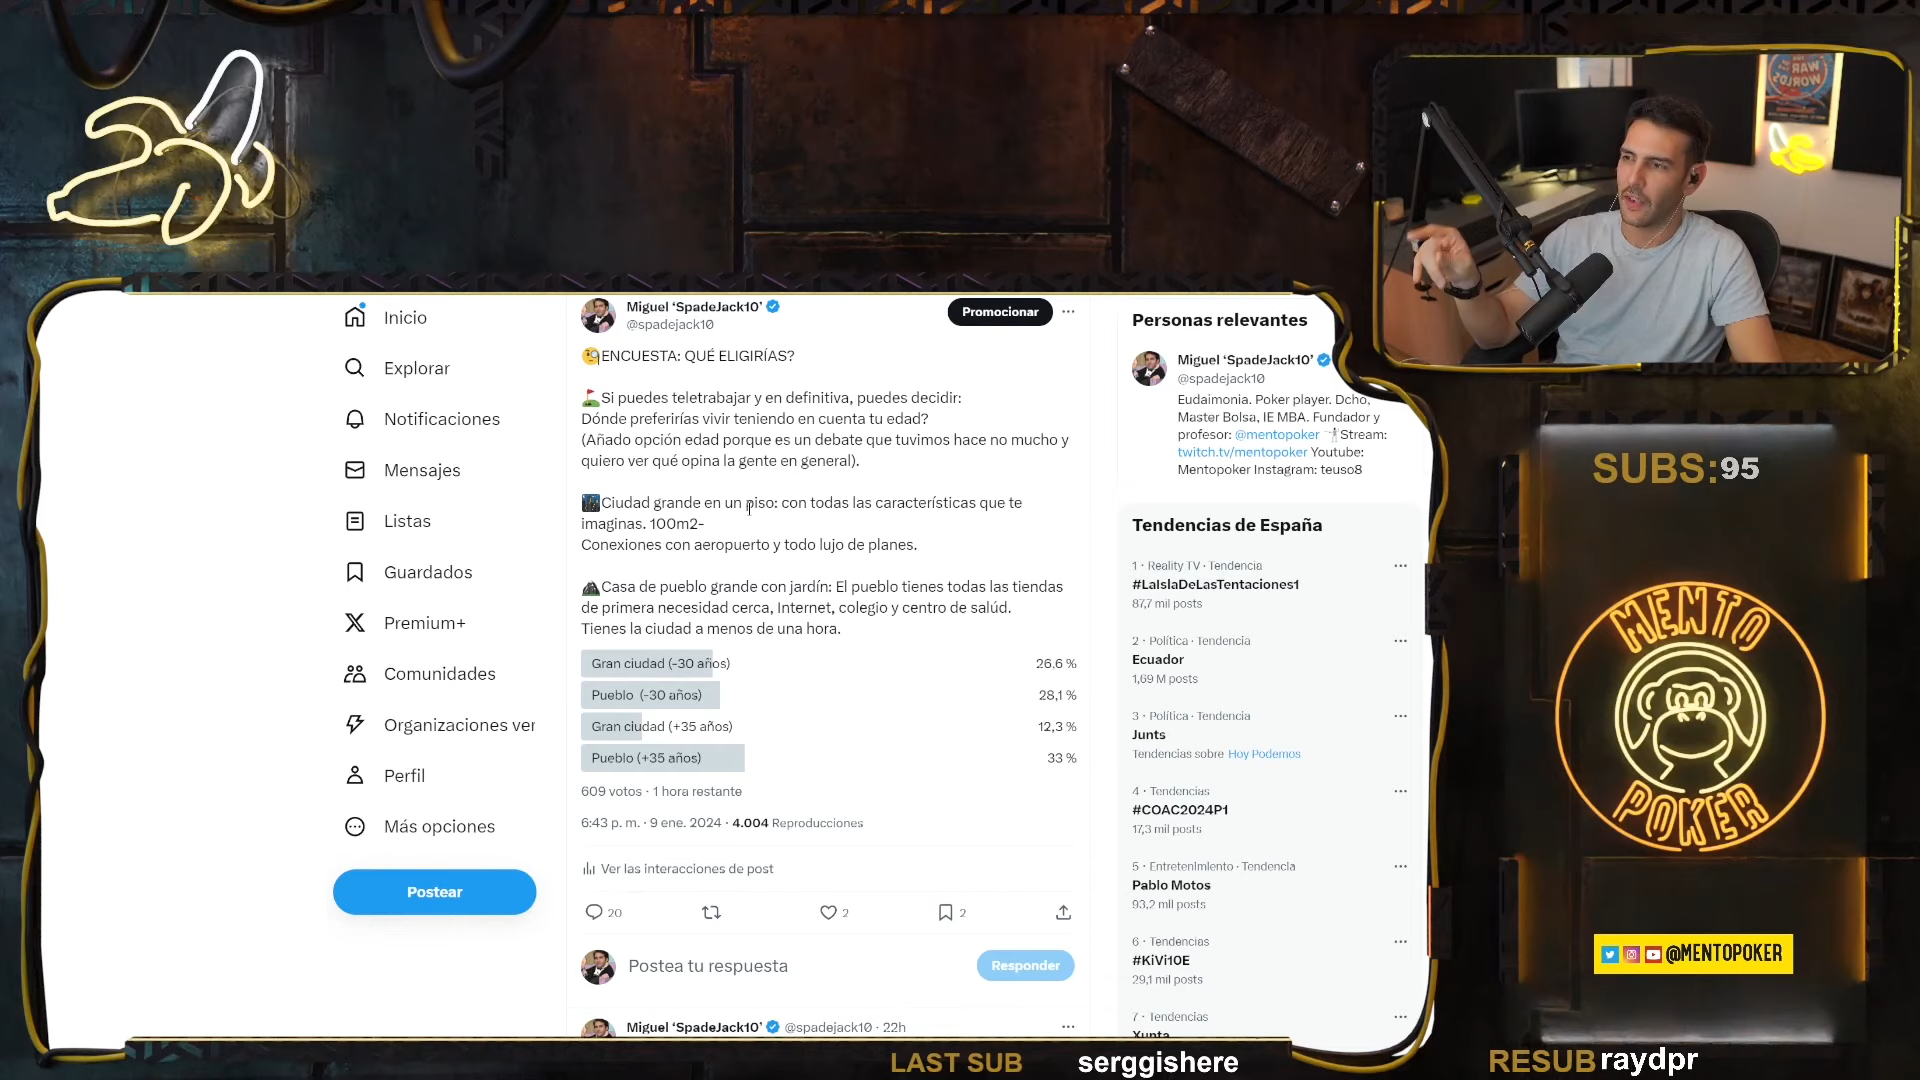 Inicio
Explorar
Notificaciones
Mensajes
Listas
Guardados
Premium+
Comunidades
Organizaciones ver
Perfil
Más opciones
Postear
Miguel ‘SpadeJack10’
@spadejack10
Promocionar
ENCUESTA: QUÉ ELIGIRÍAS?
Si puedes teletrabajar y en definitiva, puedes decidir:
Dónde preferirías vivir teniendo en cuenta tu edad?
(Añado opción edad porque es un debate que tuvimos hace no mucho y
quiero ver qué opina la gente en general).
Ciudad grande en un piso: con todas las características que te
imaginas. 100m2-
Conexiones con aeropuerto y todo lujo de planes.
Casa de pueblo grande con jardín: El pueblo tienes todas las tiendas
de primera necesidad cerca, Internet, colegio y centro de salúd.
Tienes la ciudad a menos de una hora.
Gran ciudad (-30 años) 26,6 %
Pueblo (-30 años) 28,1 %
Gran ciudad (+35 años) 12,3 %
Pueblo (+35 años) 33 %
609 votos · 1 hora restante
6:43 p. m. · 9 ene. 2024 · 4.004 Reproducciones
Ver las interacciones de post
20 2 2
Postea tu respuesta
Responder
Miguel ‘SpadeJack10’ @spadejack10 · 22h
Personas relevantes
Miguel ‘SpadeJack10’
@spadejack10
Eudaimonia. Poker player. Dcho,
Master Bolsa, IE MBA. Fundador y
profesor: @mentopoker Stream:
twitch.tv/mentopoker Youtube:
Mentopoker Instagram: teuso8
Tendencias de España
1 · Reality TV · Tendencia
#LaIslaDeLasTentaciones1
87,7 mil posts
2 · Política · Tendencia
Ecuador
1,69 M posts
3 · Política · Tendencia
Junts
Tendencias sobre Hoy Podemos
4 · Tendencias
#COAC2024P1
17,3 mil posts
5 · Entretenimiento · Tendencia
Pablo Motos
93,2 mil posts
6 · Tendencias
#KiVi10E
29,1 mil posts
7 · Tendencias
Xunta
WAR
WORLDS
SUBS:95
MENTO
POKER
@MENTOPOKER
LAST SUB serggishere
RESUB raydpr